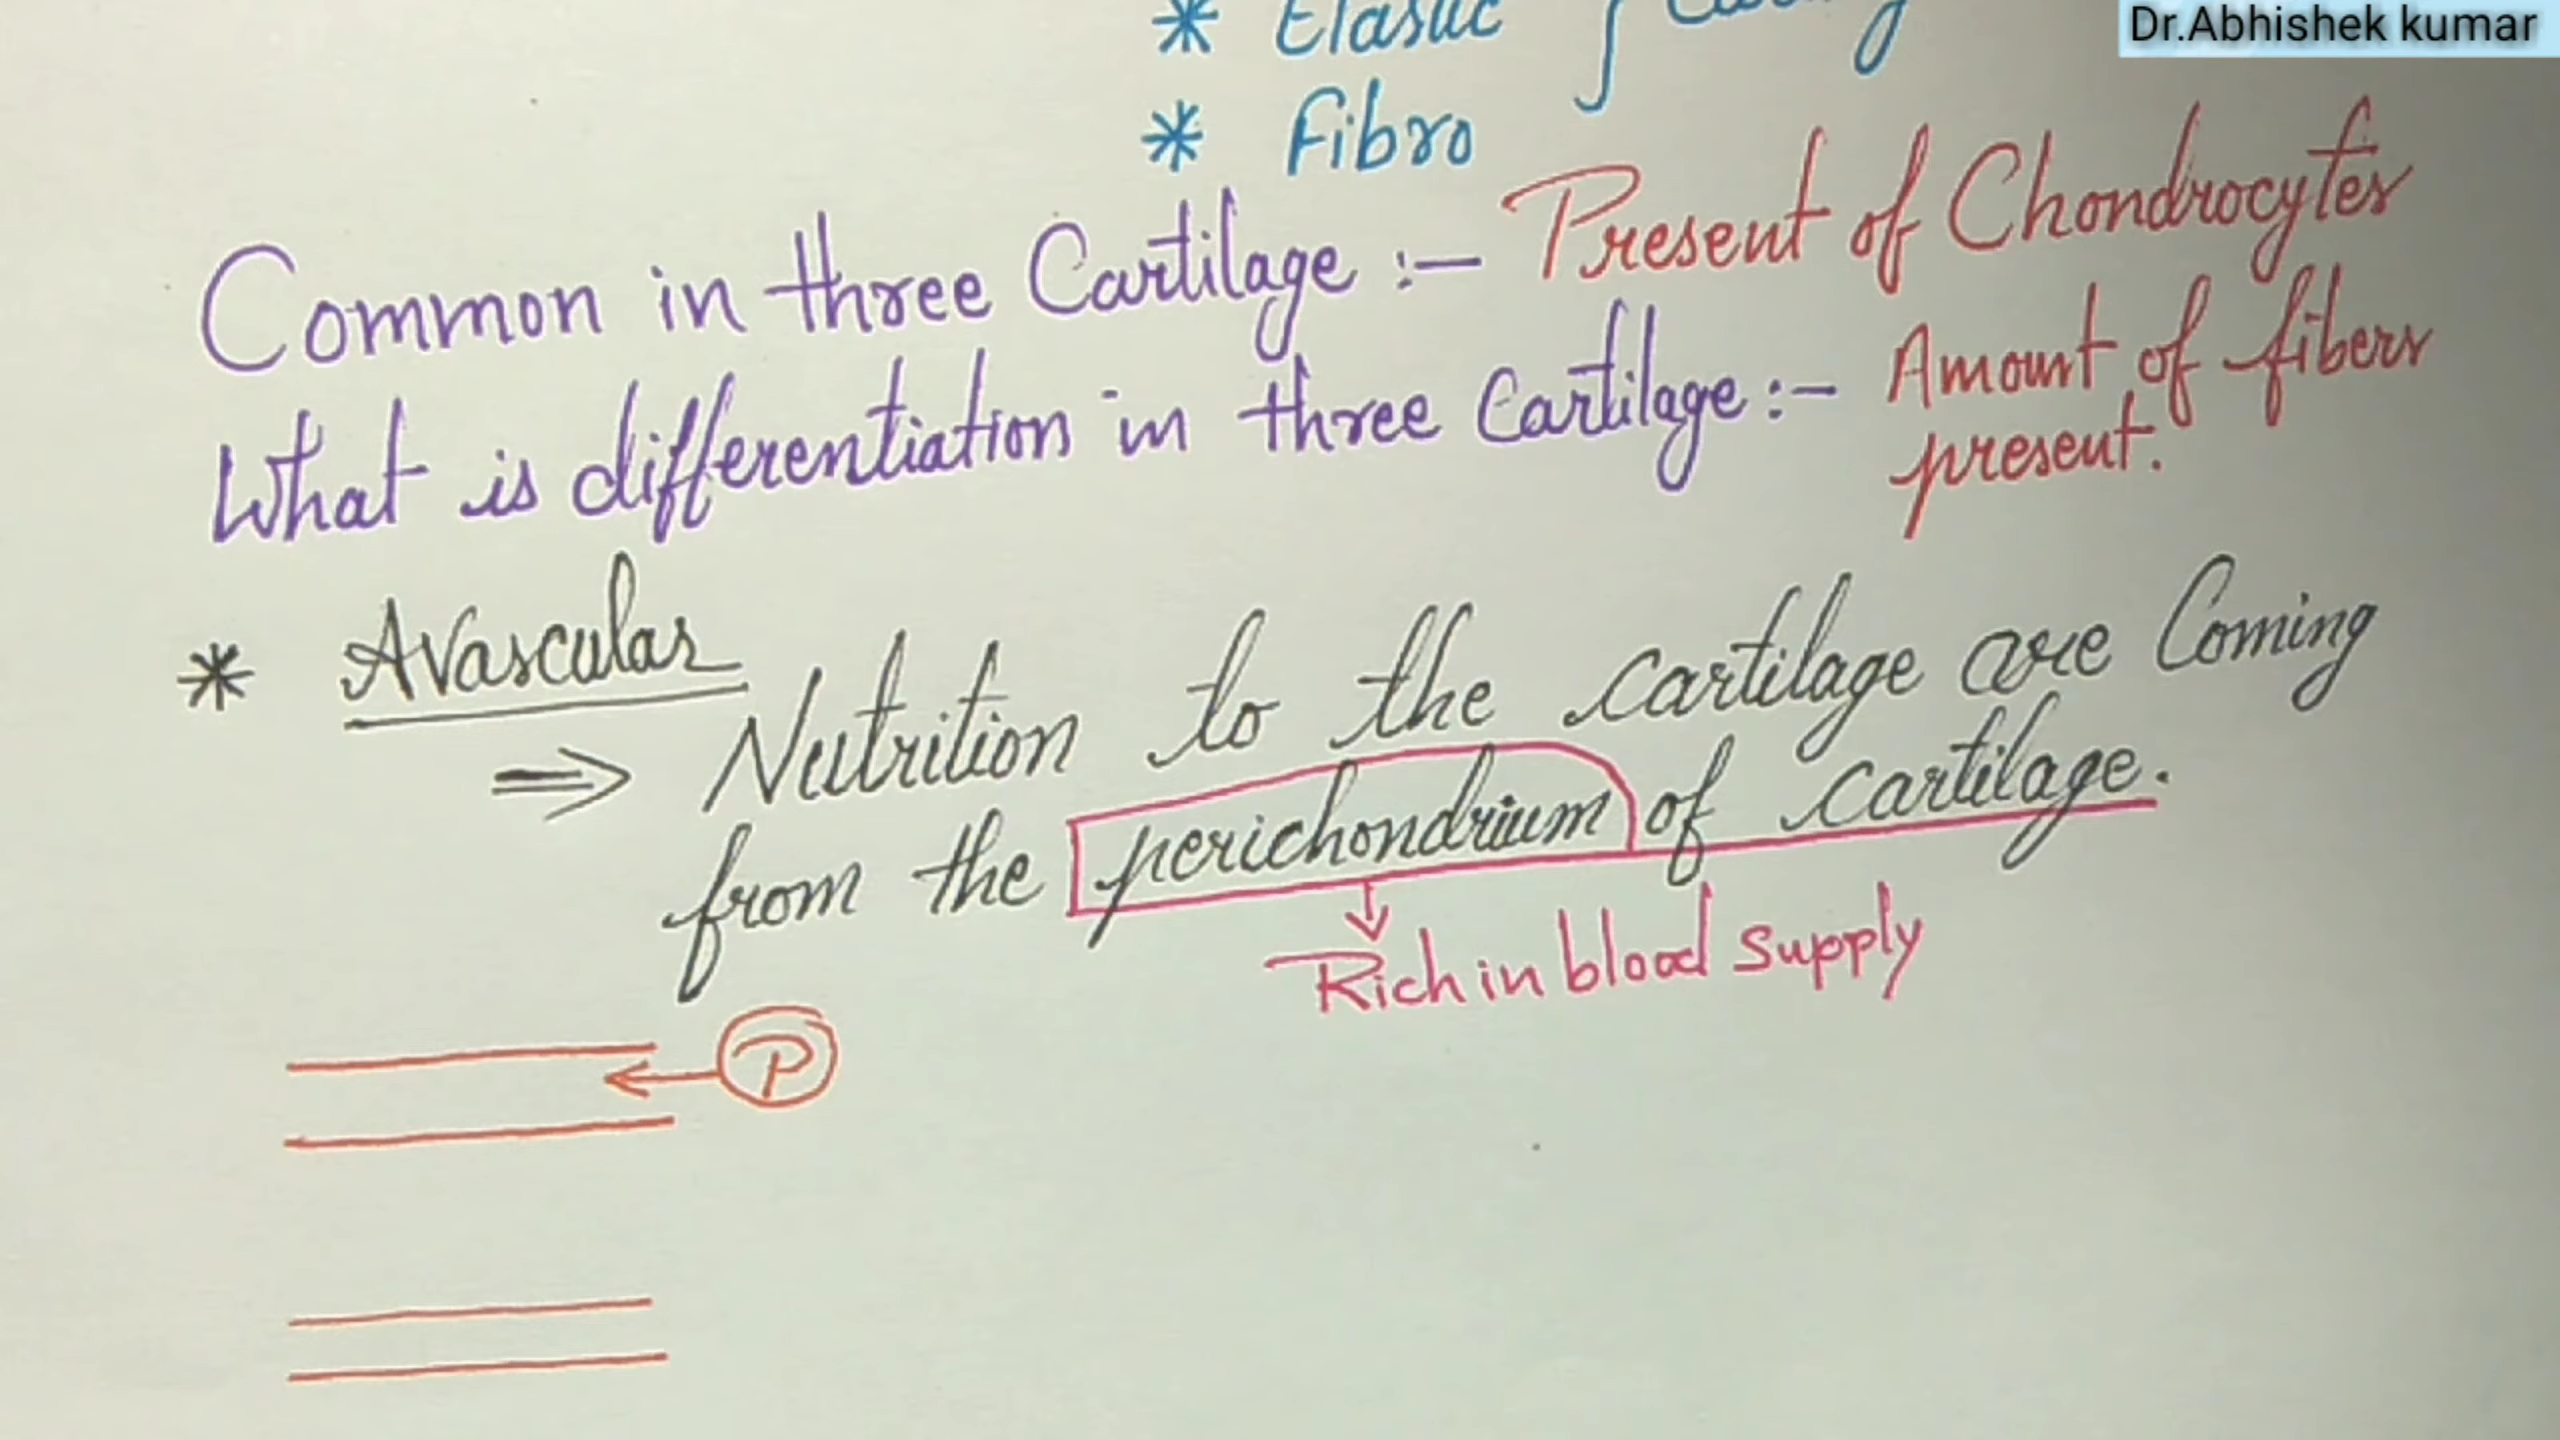 Dr.Abhishek kumar
* Elastic
* Fibro
Common in three Cartilage :- Present of Chondrocytes
What is differentiation in three Cartilage :- Amount of fibers
present.
* Avascular
⇒ Nutrition to the cartilage are Coming
from the perichondrium of cartilage.
Rich in blood supply
P